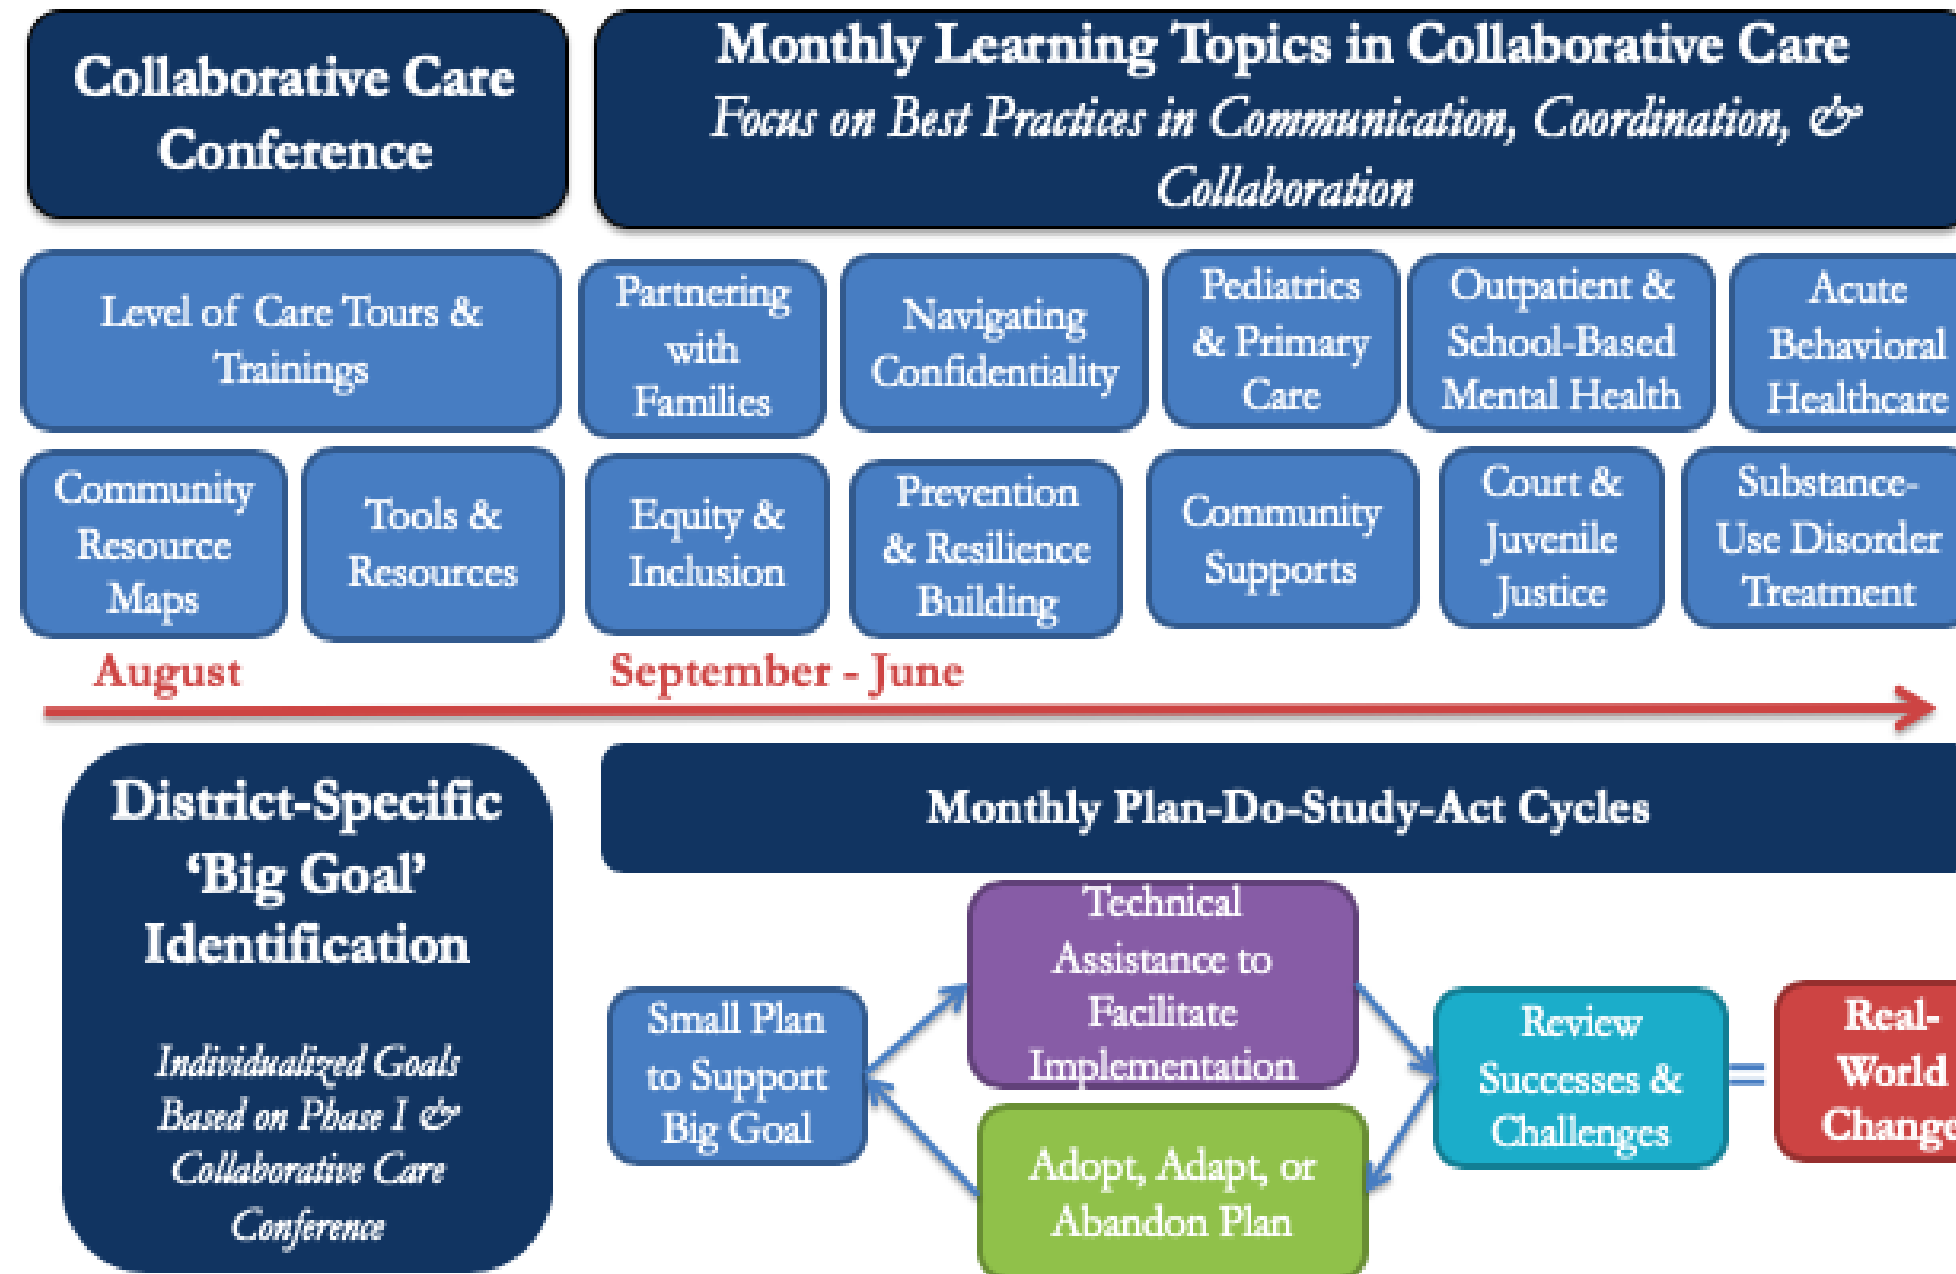 Collaborative Care
Conference
Monthly Learning Topics in Collaborative Care
Focus on Best Practices in Communication, Coordination, &
Collaboration
Level of Care Tours &
Trainings
Partnering
with
Families
Navigating
Confidentiality
Pediatrics
& Primary
Care
Outpatient &
School-Based
Mental Health
Acute
Behavioral
Healthcare
Community
Resource
Maps
Tools &
Resources
Equity &
Inclusion
Prevention
& Resilience
Building
Community
Supports
Court &
Juvenile
Justice
Substance-
Use Disorder
Treatment
August
September - June
District-Specific
‘Big Goal’
Identification
Individualized Goals
Based on Phase I &
Collaborative Care
Conference
Monthly Plan-Do-Study-Act Cycles
Small Plan
to Support
Big Goal
Technical
Assistance to
Facilitate
Implementation
Adopt, Adapt, or
Abandon Plan
Review
Successes &
Challenges
=
Real-
World
Change